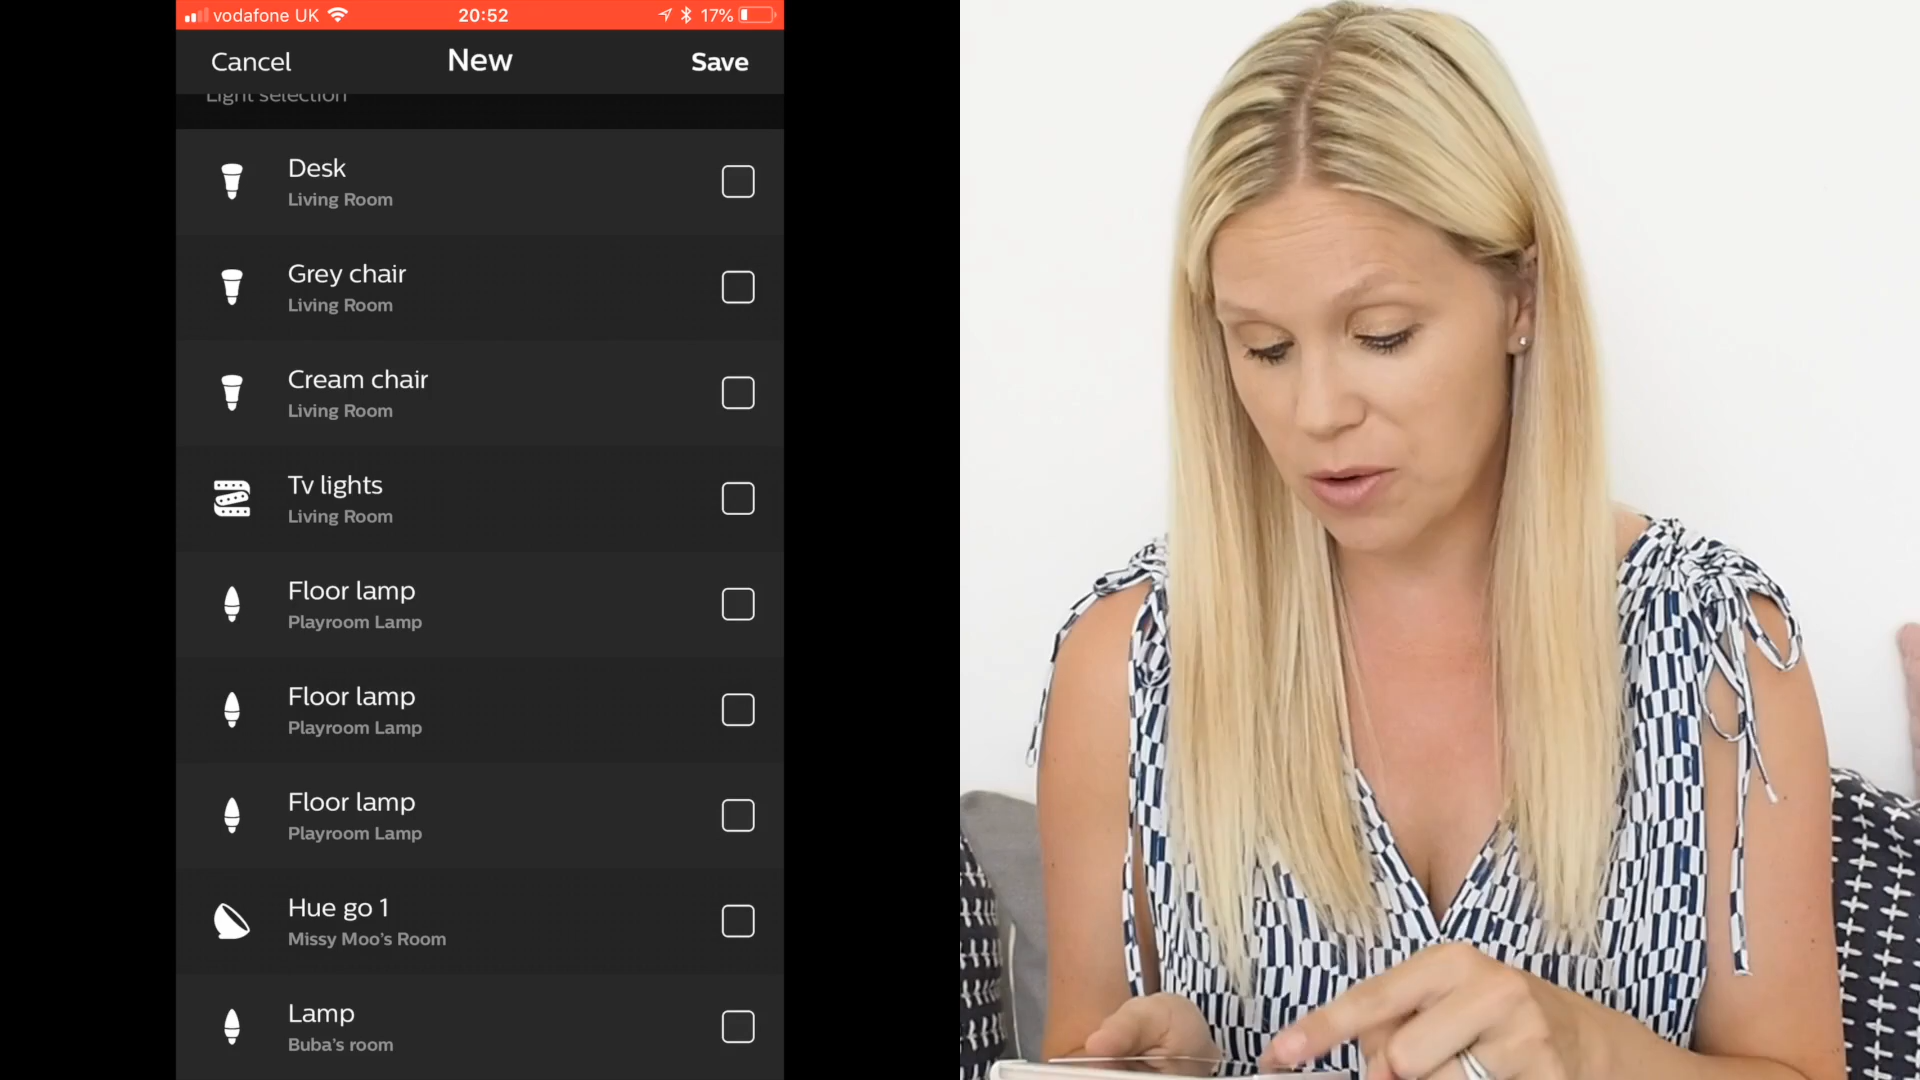 vodafone UK 20:52 17%
Cancel New Save
Light selection
Desk
Living Room
Grey chair
Living Room
Cream chair
Living Room
Tv lights
Living Room
Floor lamp
Playroom Lamp
Floor lamp
Playroom Lamp
Floor lamp
Playroom Lamp
Hue go 1
Missy Moo's Room
Lamp
Buba's room